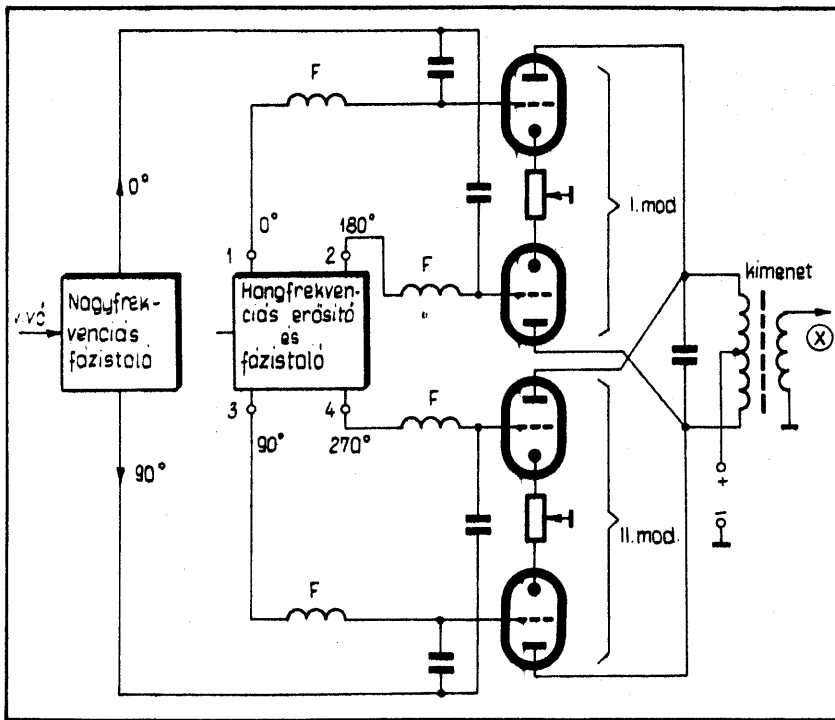 F
0°
0°
180°
1
2
F
I. mod.
kimenet
Nagyfrek-
venciás
fázistoló
Hangfrekven-
ciás erősítő
és
fázistoló
X
3
4
F
90°
270°
90°
+
−
II. mod.
F